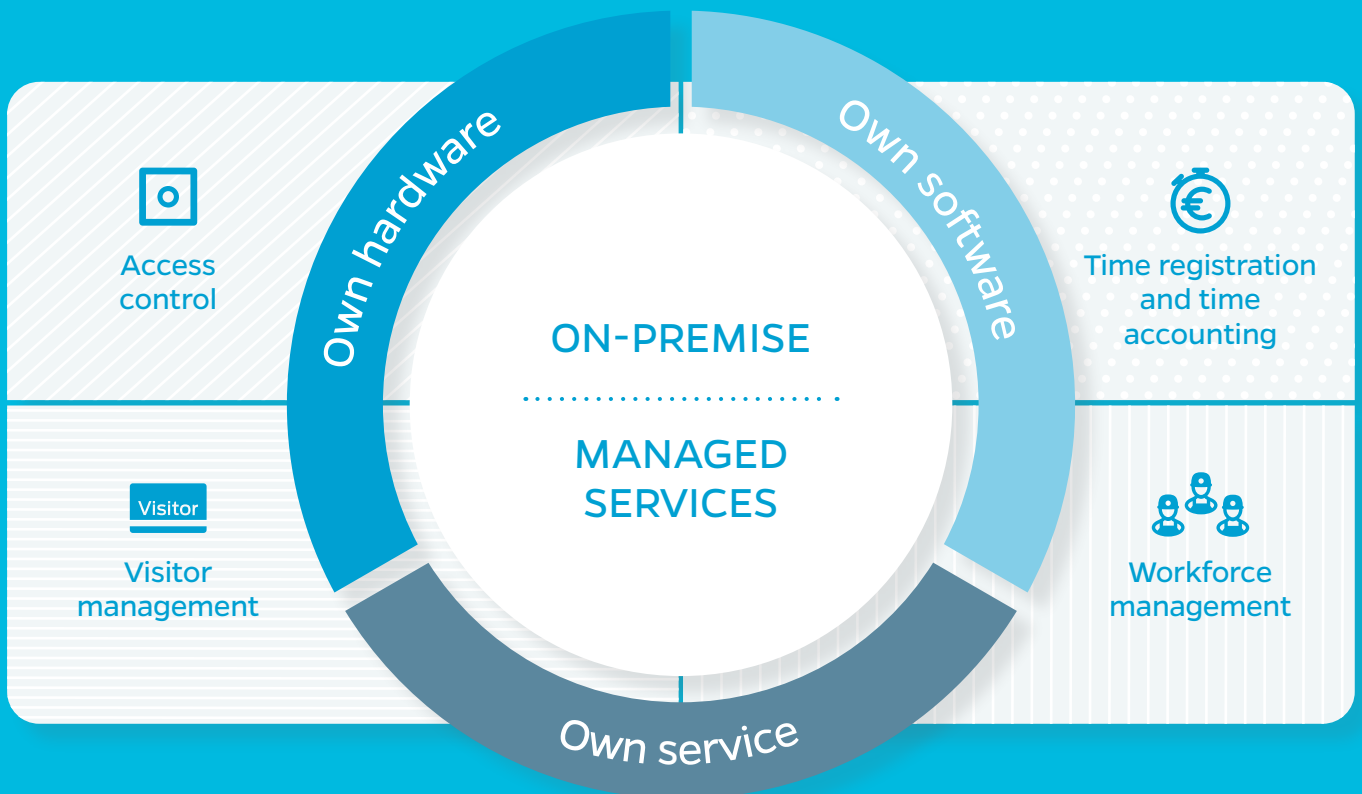 Own hardware
Own software
Access
control
Time registration
and time
accounting
ON-PREMISE
MANAGED
SERVICES
Visitor
Visitor
management
Workforce
management
Own service